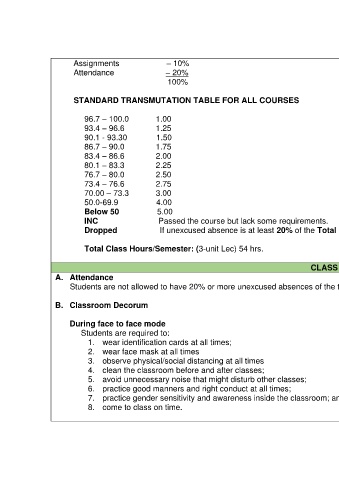 Assignments – 10%
Attendance – 20%
100%
STANDARD TRANSMUTATION TABLE FOR ALL COURSES
96.7 – 100.0 1.00
93.4 – 96.6 1.25
90.1 - 93.30 1.50
86.7 – 90.0 1.75
83.4 – 86.6 2.00
80.1 – 83.3 2.25
76.7 – 80.0 2.50
73.4 – 76.6 2.75
70.00 – 73.3 3.00
50.0-69.9 4.00
Below 50 5.00
INC Passed the course but lack some requirements.
Dropped If unexcused absence is at least 20% of the Total
Total Class Hours/Semester: (3-unit Lec) 54 hrs.
CLASS
A. Attendance
Students are not allowed to have 20% or more unexcused absences of the
B. Classroom Decorum
During face to face mode
Students are required to:
1. wear identification cards at all times;
2. wear face mask at all times
3. observe physical/social distancing at all times
4. clean the classroom before and after classes;
5. avoid unnecessary noise that might disturb other classes;
6. practice good manners and right conduct at all times;
7. practice gender sensitivity and awareness inside the classroom;
8. come to class on time.